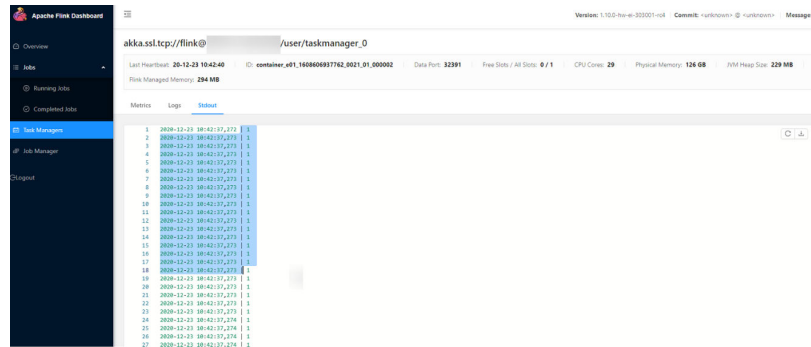 Apache Flink Dashboard
Version: 1.10.0-hw-ei-303001-rc4 Commit: <unknown> @ <unknown> Message
Overview
Jobs
Running Jobs
Completed Jobs
Task Managers
Job Manager
Logout
akka.ssl.tcp://flink@ /user/taskmanager_0
Last Heartbeat: 20-12-23 10:42:40 ID: container_e01_1608606937762_0021_01_000002 Data Port: 32391 Free Slots / All Slots: 0 / 1 CPU Cores: 29 Physical Memory: 126 GB JVM Heap Size: 229 MB
Flink Managed Memory: 294 MB
Metrics Logs Stdout
1 2020-12-23 10:42:37,272 | 1
2 2020-12-23 10:42:37,273 | 1
3 2020-12-23 10:42:37,273 | 1
4 2020-12-23 10:42:37,273 | 1
5 2020-12-23 10:42:37,273 | 1
6 2020-12-23 10:42:37,273 | 1
7 2020-12-23 10:42:37,273 | 1
8 2020-12-23 10:42:37,273 | 1
9 2020-12-23 10:42:37,273 | 1
10 2020-12-23 10:42:37,273 | 1
11 2020-12-23 10:42:37,273 | 1
12 2020-12-23 10:42:37,273 | 1
13 2020-12-23 10:42:37,273 | 1
14 2020-12-23 10:42:37,273 | 1
15 2020-12-23 10:42:37,273 | 1
16 2020-12-23 10:42:37,273 | 1
17 2020-12-23 10:42:37,273 | 1
18 2020-12-23 10:42:37,273 | 1
19 2020-12-23 10:42:37,273 | 1
20 2020-12-23 10:42:37,273 | 1
21 2020-12-23 10:42:37,273 | 1
22 2020-12-23 10:42:37,273 | 1
23 2020-12-23 10:42:37,273 | 1
24 2020-12-23 10:42:37,274 | 1
25 2020-12-23 10:42:37,274 | 1
26 2020-12-23 10:42:37,274 | 1
27 2020-12-23 10:42:37,274 | 1